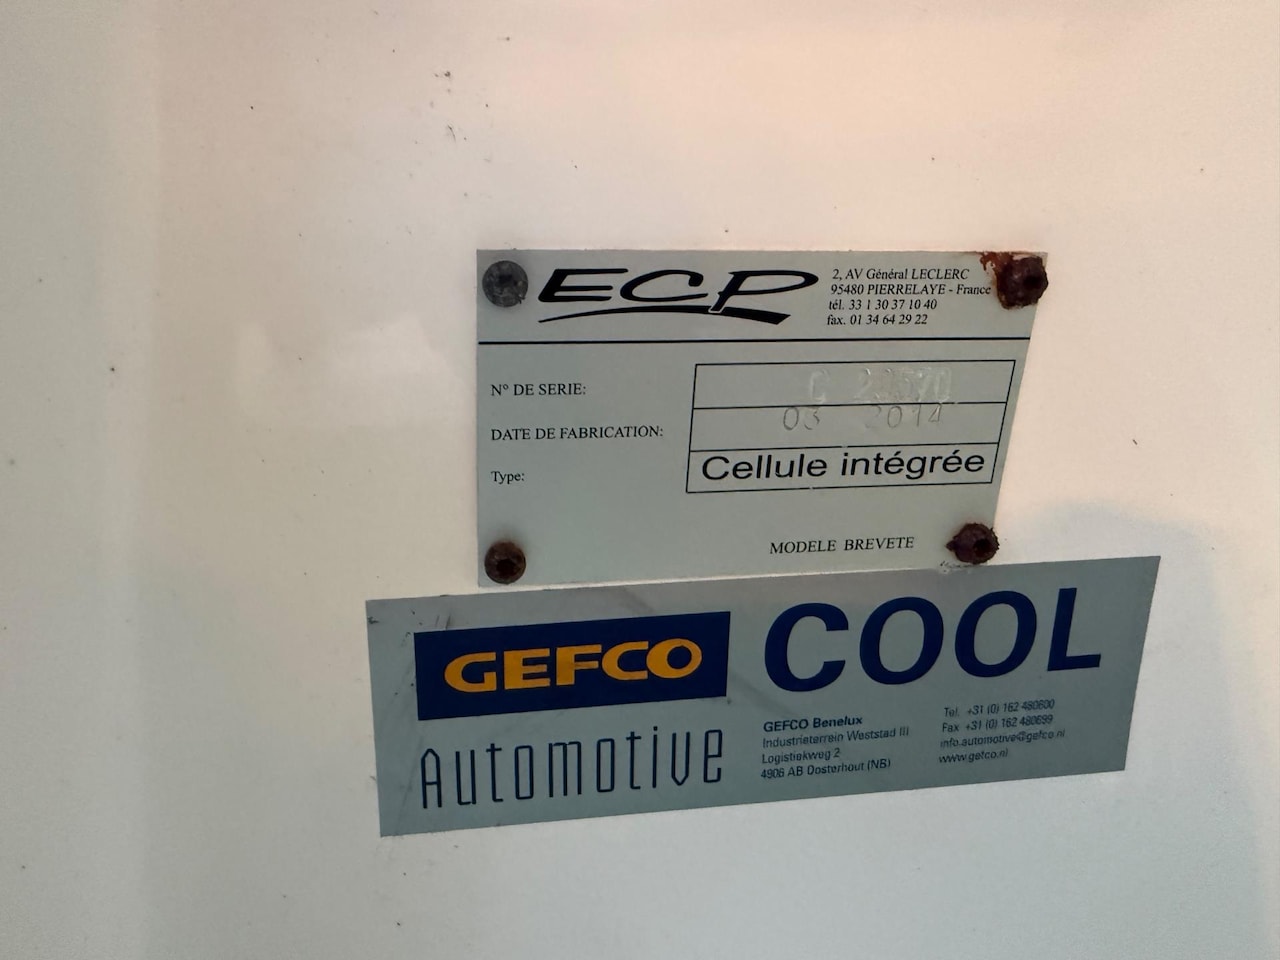 ECP
2, AV Général LECLERC
95480 PIERRELAYE - France
tél. 33 1 30 37 10 40
fax. 01 34 64 29 22
N° DE SERIE:
DATE DE FABRICATION: 03 2014
Type: Cellule intégrée
MODELE BREVETE
GEFCO COOL
Automotive
GEFCO Benelux
Industrieterrein Weststad III
Logistiekweg 2
4906 AB Oosterhout (NB)
Tel. +31 (0) 162 480600
Fax +31 (0) 162 480699
info.automotive@gefco.nl
www.gefco.nl